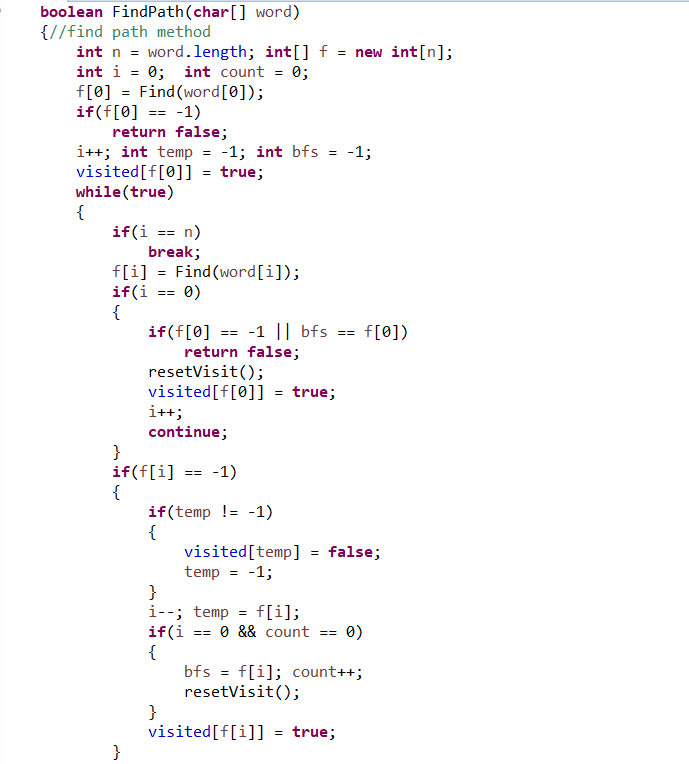 boolean FindPath(char[] word)
{//find path method
    int n = word.length; int[] f = new int[n];
    int i = 0;  int count = 0;
    f[0] = Find(word[0]);
    if(f[0] == -1)
        return false;
    i++; int temp = -1; int bfs = -1;
    visited[f[0]] = true;
    while(true)
    {
        if(i == n)
            break;
        f[i] = Find(word[i]);
        if(i == 0)
        {
            if(f[0] == -1 || bfs == f[0])
                return false;
            resetVisit();
            visited[f[0]] = true;
            i++;
            continue;
        }
        if(f[i] == -1)
        {
            if(temp != -1)
            {
                visited[temp] = false;
                temp = -1;
            }
            i--; temp = f[i];
            if(i == 0 && count == 0)
            {
                bfs = f[i]; count++;
                resetVisit();
            }
            visited[f[i]] = true;
        }